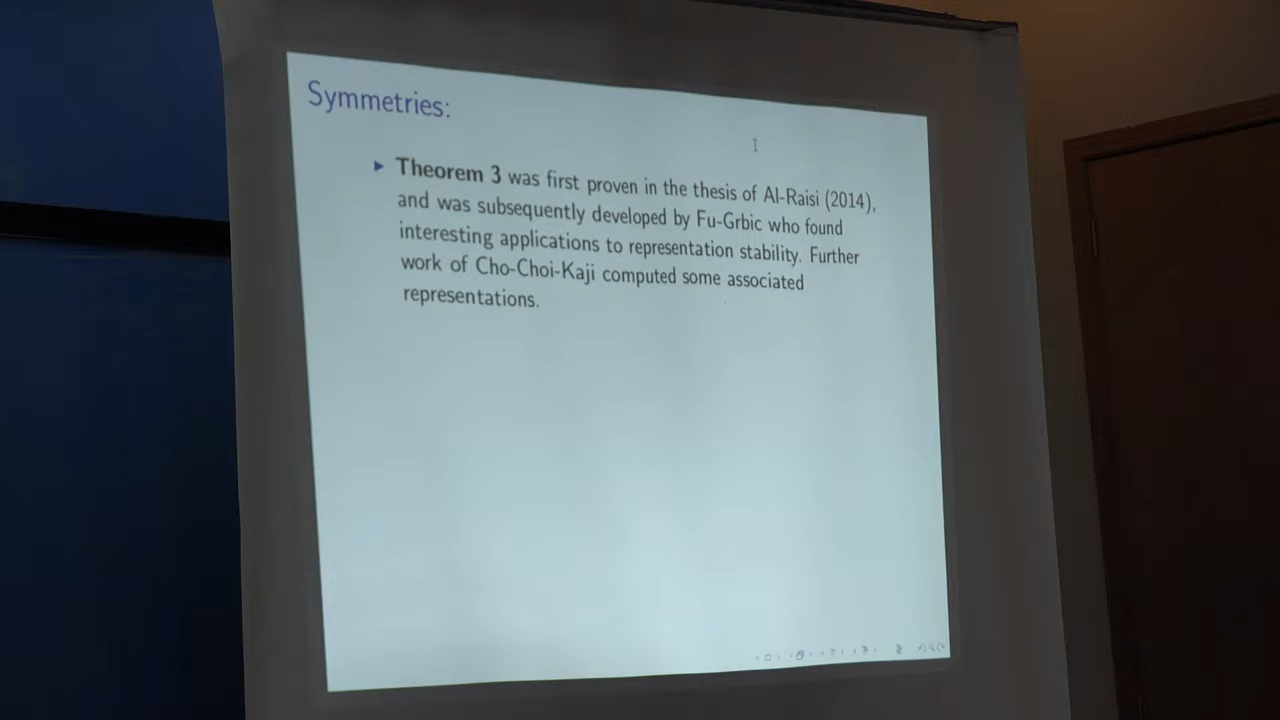 Symmetries:
Theorem 3 was first proven in the thesis of Al-Raisi (2014),
and was subsequently developed by Fu-Grbic who found
interesting applications to representation stability. Further
work of Cho-Choi-Kaji computed some associated
representations.